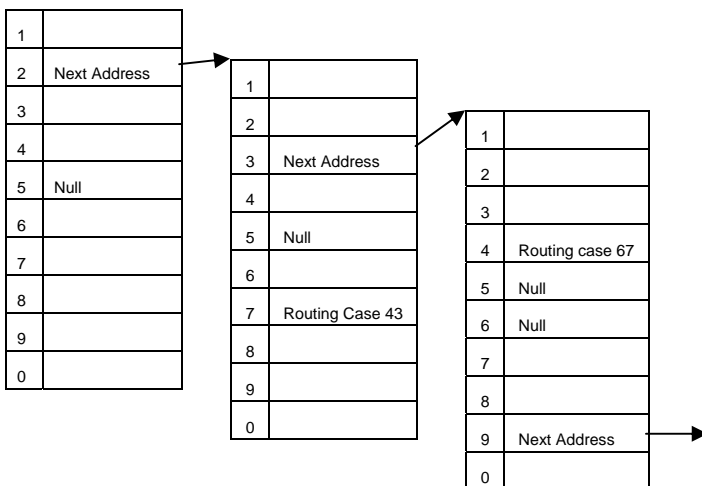 1
2 Next Address
3
4
5 Null
6
7
8
9
0
1
2
3 Next Address
4
5 Null
6
7 Routing Case 43
8
9
0
1
2
3
4 Routing case 67
5 Null
6 Null
7
8
9 Next Address
0